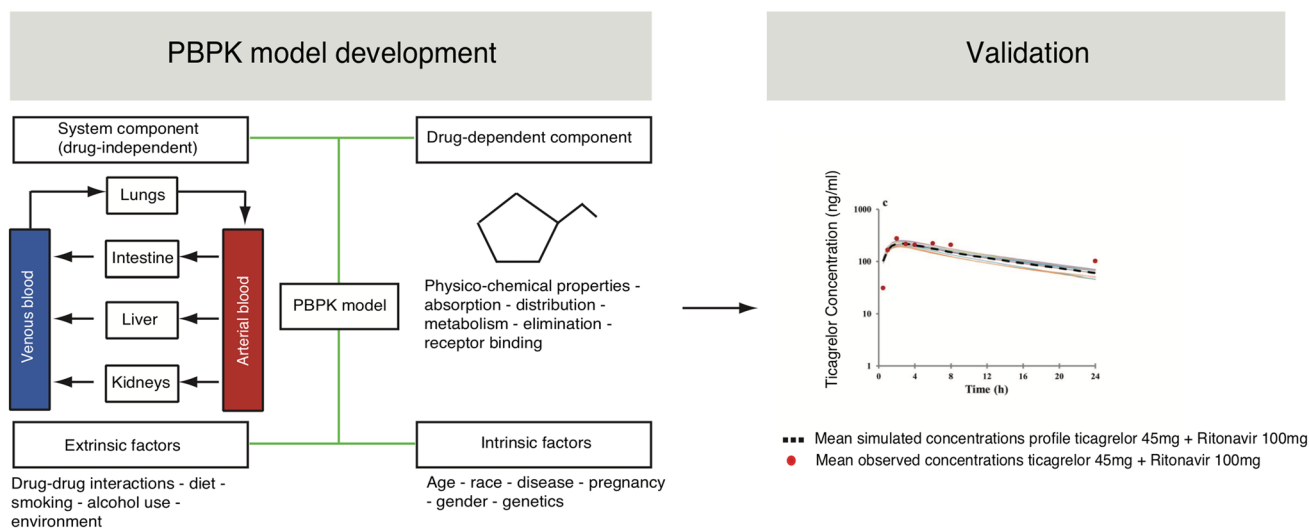 PBPK model development
Validation
System component
(drug-independent)
Drug-dependent component
Lungs
Intestine
Liver
Kidneys
Venous blood
Arterial blood
PBPK model
Physico-chemical properties -
absorption - distribution -
metabolism - elimination -
receptor binding
Extrinsic factors
Drug-drug interactions - diet -
smoking - alcohol use -
environment
Intrinsic factors
Age - race - disease - pregnancy
- gender - genetics
c
Ticagrelor Concentration (ng/ml)
1000
100
10
1
0 4 8 12 16 20 24
Time (h)
Mean simulated concentrations profile ticagrelor 45mg + Ritonavir 100mg
Mean observed concentrations ticagrelor 45mg + Ritonavir 100mg